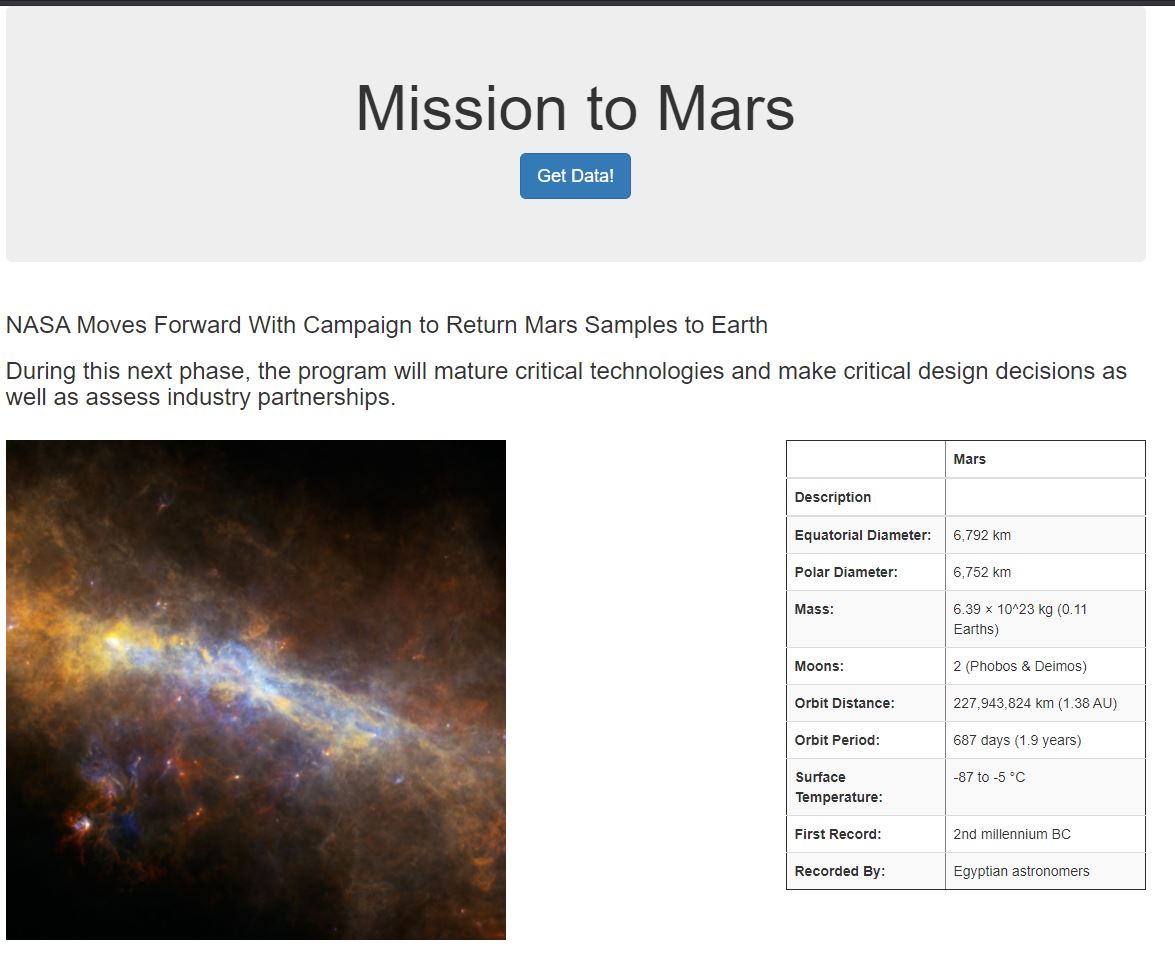 Mission to Mars
Get Data!
NASA Moves Forward With Campaign to Return Mars Samples to Earth
During this next phase, the program will mature critical technologies and make critical design decisions as
well as assess industry partnerships.
Mars
Description
Equatorial Diameter: 6,792 km
Polar Diameter: 6,752 km
Mass: 6.39 × 10^23 kg (0.11
Earths)
Moons: 2 (Phobos & Deimos)
Orbit Distance: 227,943,824 km (1.38 AU)
Orbit Period: 687 days (1.9 years)
Surface -87 to -5 °C
Temperature:
First Record: 2nd millennium BC
Recorded By: Egyptian astronomers